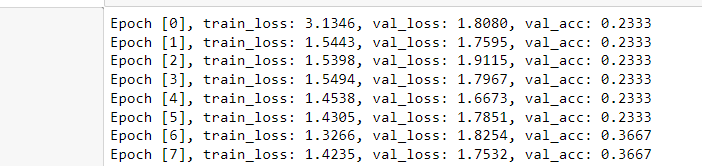 Epoch [0], train_loss: 3.1346, val_loss: 1.8080, val_acc: 0.2333
Epoch [1], train_loss: 1.5443, val_loss: 1.7595, val_acc: 0.2333
Epoch [2], train_loss: 1.5398, val_loss: 1.9115, val_acc: 0.2333
Epoch [3], train_loss: 1.5494, val_loss: 1.7967, val_acc: 0.2333
Epoch [4], train_loss: 1.4538, val_loss: 1.6673, val_acc: 0.2333
Epoch [5], train_loss: 1.4305, val_loss: 1.7851, val_acc: 0.2333
Epoch [6], train_loss: 1.3266, val_loss: 1.8254, val_acc: 0.3667
Epoch [7], train_loss: 1.4235, val_loss: 1.7532, val_acc: 0.3667